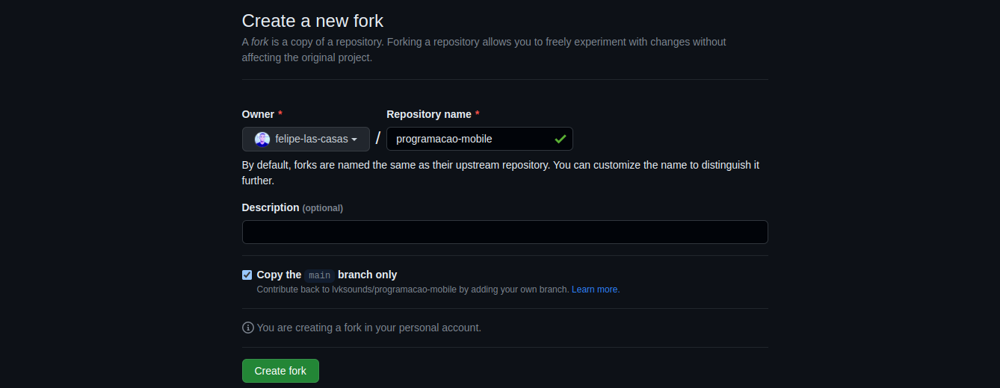 Create a new fork
A fork is a copy of a repository. Forking a repository allows you to freely experiment with changes without
affecting the original project.
Owner * Repository name *
felipe-las-casas / programacao-mobile
By default, forks are named the same as their upstream repository. You can customize the name to distinguish it
further.
Description (optional)
Copy the main branch only
Contribute back to lvksounds/programacao-mobile by adding your own branch. Learn more.
You are creating a fork in your personal account.
Create fork